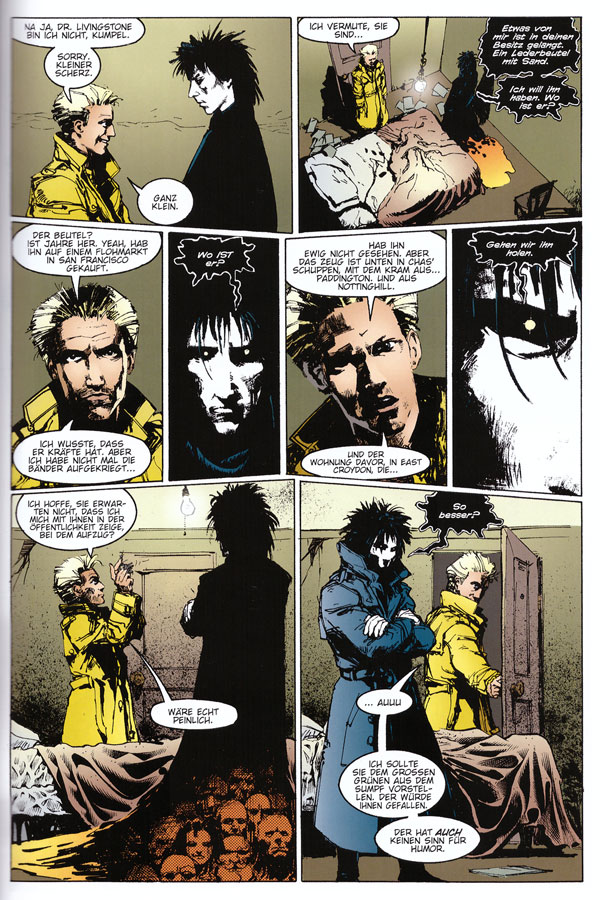 NA JA, DR. LIVINGSTONE
BIN ICH NICHT, KUMPEL.
SORRY.
KLEINER
SCHERZ.
GANZ
KLEIN.
ICH VERMUTE, SIE
SIND...
Etwas von
mir ist in deinen
Besitz gelangt.
Ein Lederbeutel
mit Sand.
Ich will ihn
haben. Wo
ist er?
DER BEUTEL?
IST JAHRE HER. YEAH, HAB
IHN AUF EINEM FLOHMARKT
IN SAN FRANCISCO
GEKAUFT.
ICH WUSSTE, DASS
ER KRÄFTE HAT. ABER
ICH HABE NICHT MAL DIE
BÄNDER AUFGEKRIEGT...
Wo IST
er?
HAB IHN
EWIG NICHT GESEHEN. ABER
DAS ZEUG IST UNTEN IN CHAS'
SCHUPPEN, MIT DEM KRAM AUS...
PADDINGTON. UND AUS
NOTTINGHILL.
UND DER
WOHNUNG DAVOR, IN EAST
CROYDON, DIE...
Gehen wir ihn
holen.
ICH HOFFE, SIE ERWAR-
TEN NICHT, DASS ICH
MICH MIT IHNEN IN DER
ÖFFENTLICHKEIT ZEIGE,
BEI DEM AUFZUG?
WÄRE ECHT
PEINLICH.
So
besser?
... AUUU
ICH SOLLTE
SIE DEM GROSSEN
GRÜNEN AUS DEM
SUMPF VORSTEL-
LEN. DER WÜRDE
IHNEN GEFALLEN.
DER HAT AUCH
KEINEN SINN FÜR
HUMOR.